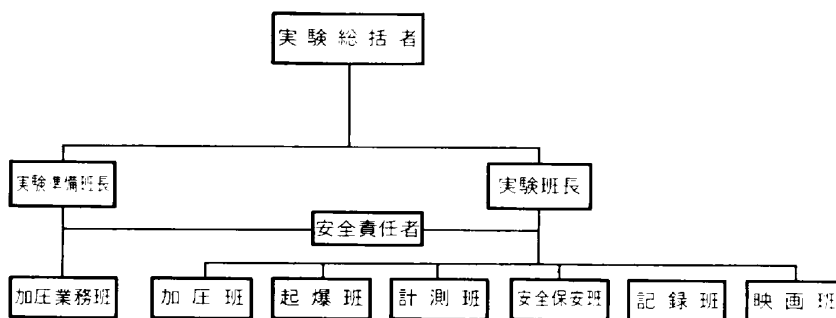 実験総括者
実験準備班長
実験班長
安全責任者
加圧業務班
加圧班
起爆班
計測班
安全保安班
記録班
映画班